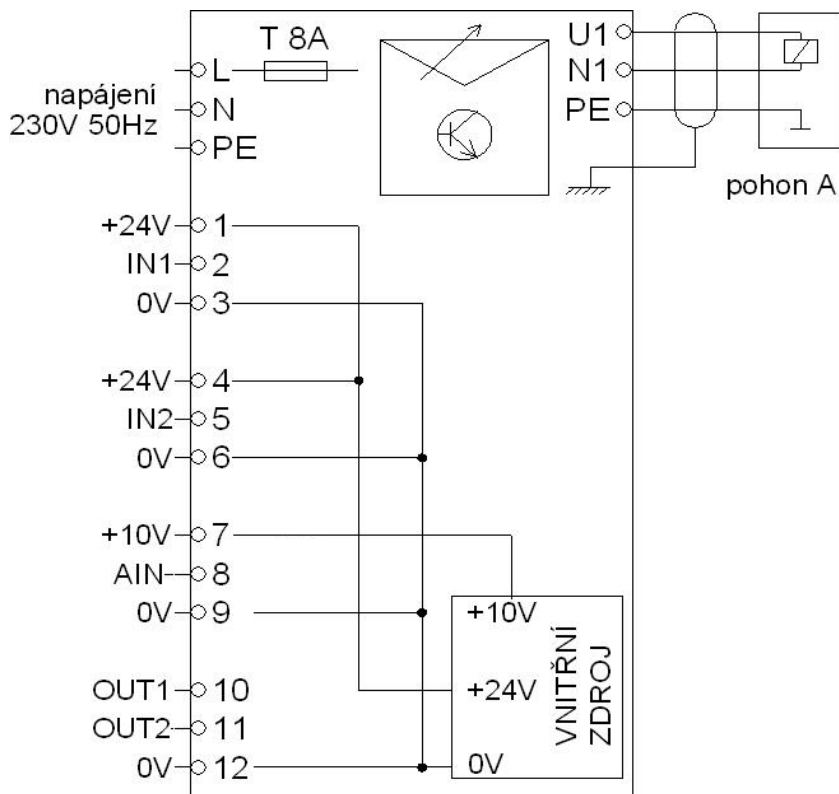 T 8A
U1
L
N1
napájení
230V 50Hz
N
PE
PE
pohon A
+24V 1
IN1 2
0V 3
+24V 4
IN2 5
0V 6
+10V 7
AIN 8
0V 9
+10V
+24V
0V
VNITŘNÍ
ZDROJ
OUT1 10
OUT2 11
0V 12